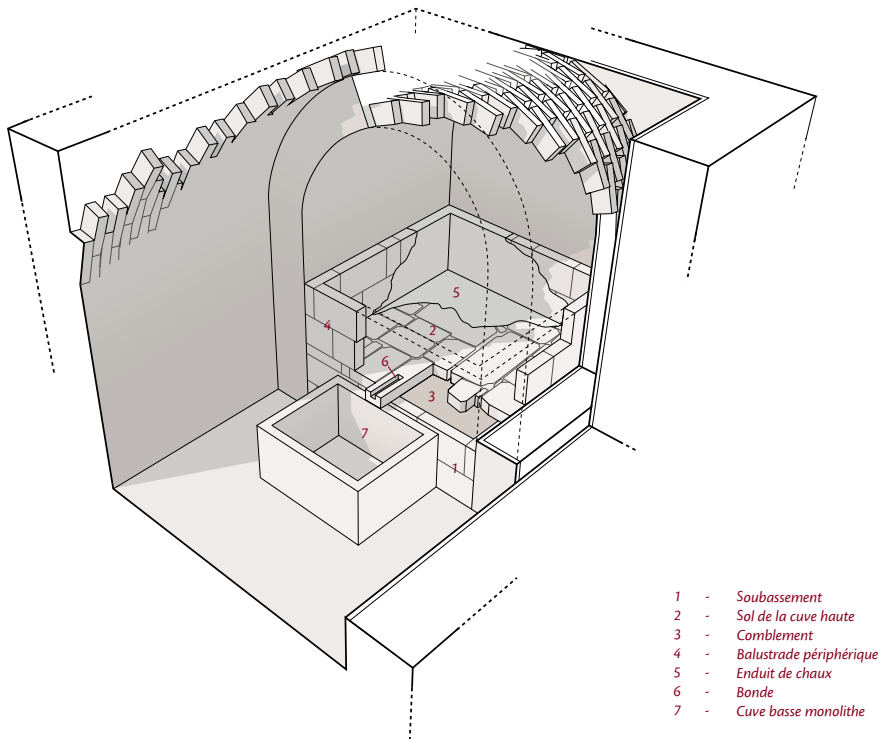 5
4
2
6
3
7
1
1 - Soubassement
2 - Sol de la cuve haute
3 - Comblement
4 - Balustrade périphérique
5 - Enduit de chaux
6 - Bonde
7 - Cuve basse monolithe